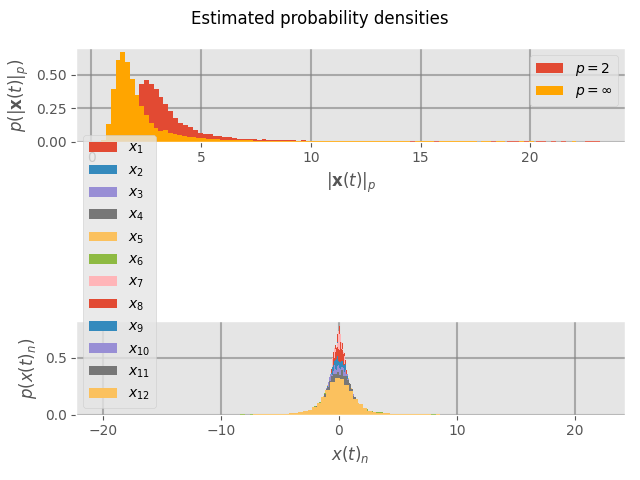 Estimated probability densities
p(|x(t)|_p)
0.50
0.25
0.00
p = 2
p = ∞
0 5 10 15 20
|x(t)|_p
x_1
x_2
x_3
x_4
x_5
x_6
x_7
x_8
x_9
x_10
x_11
x_12
p(x(t)_n)
0.5
0.0
−20 −10 0 10 20
x(t)_n